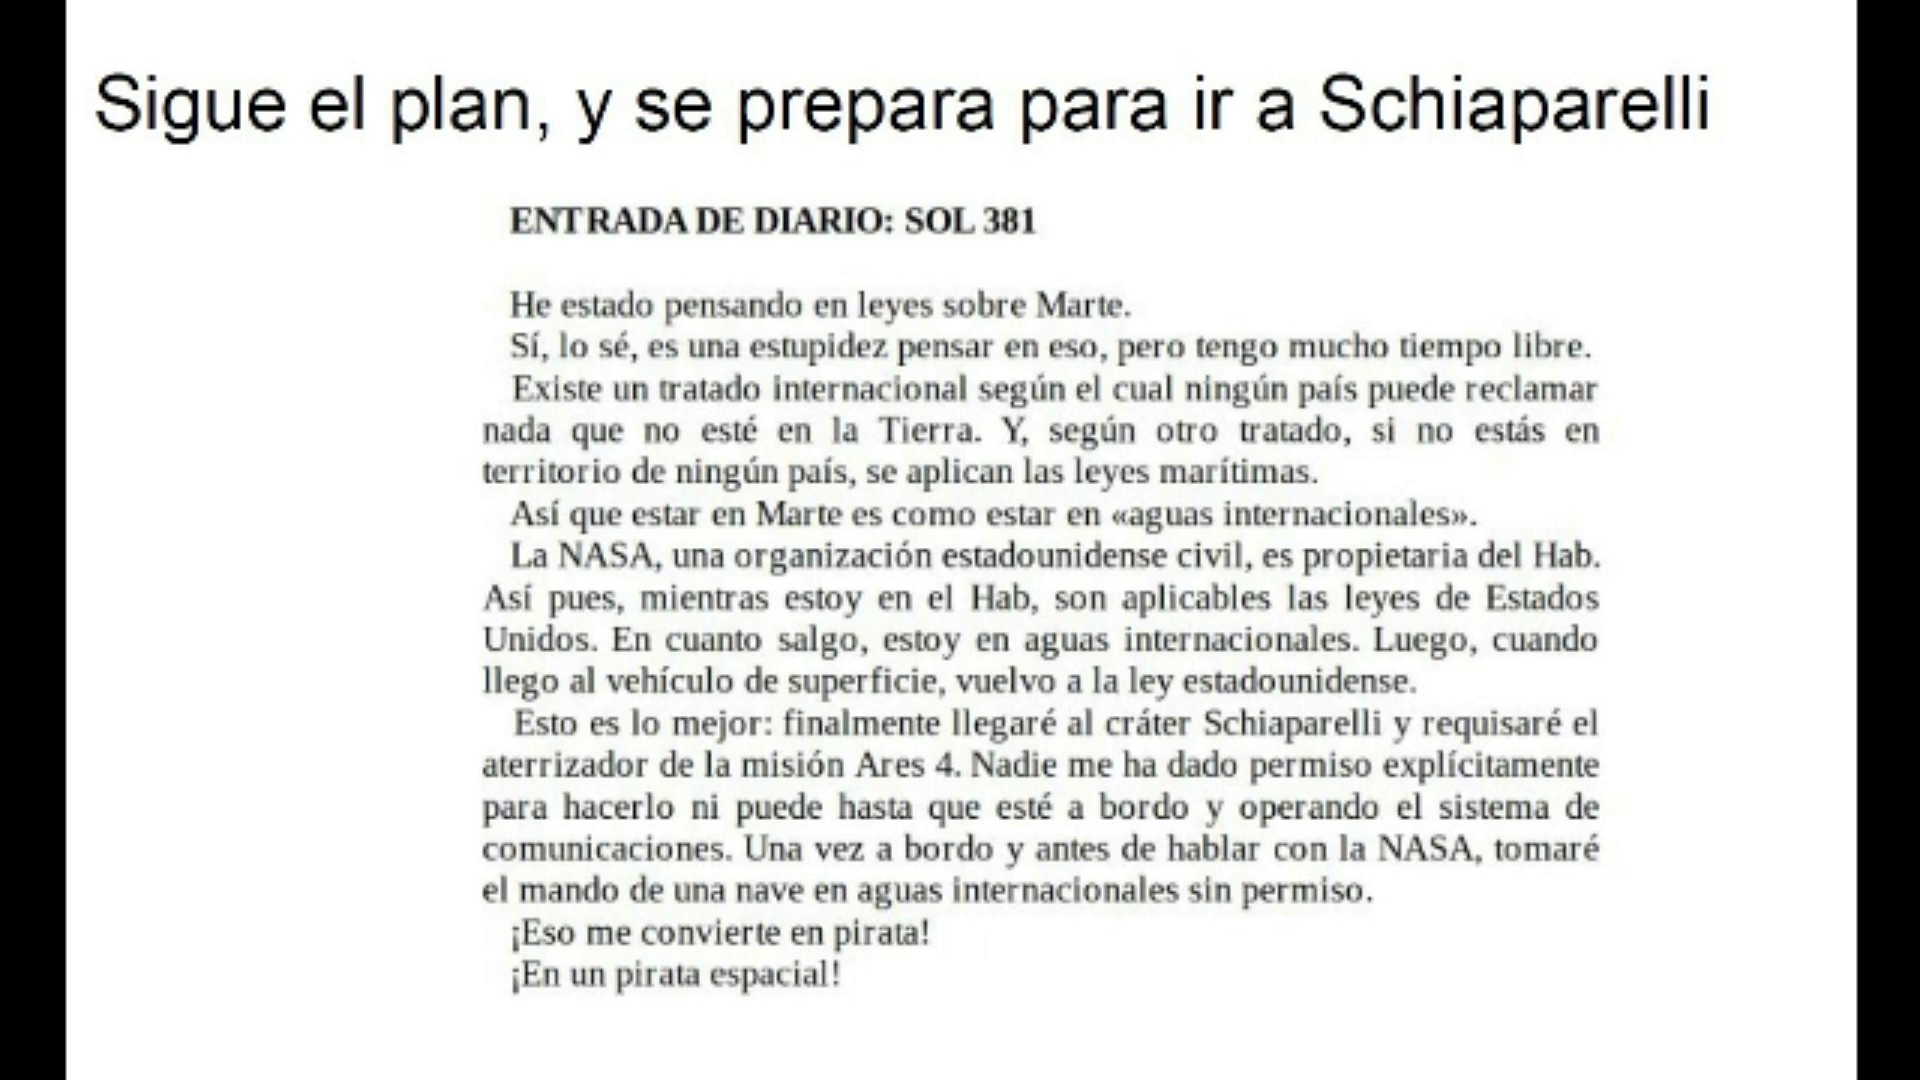 Sigue el plan, y se prepara para ir a Schiaparelli
ENTRADA DE DIARIO: SOL 381
He estado pensando en leyes sobre Marte.
Sí, lo sé, es una estupidez pensar en eso, pero tengo mucho tiempo libre.
Existe un tratado internacional según el cual ningún país puede reclamar
nada que no esté en la Tierra. Y, según otro tratado, si no estás en
territorio de ningún país, se aplican las leyes marítimas.
Así que estar en Marte es como estar en «aguas internacionales».
La NASA, una organización estadounidense civil, es propietaria del Hab.
Así pues, mientras estoy en el Hab, son aplicables las leyes de Estados
Unidos. En cuanto salgo, estoy en aguas internacionales. Luego, cuando
llego al vehículo de superficie, vuelvo a la ley estadounidense.
Esto es lo mejor: finalmente llegaré al cráter Schiaparelli y requisaré el
aterrizador de la misión Ares 4. Nadie me ha dado permiso explícitamente
para hacerlo ni puede hasta que esté a bordo y operando el sistema de
comunicaciones. Una vez a bordo y antes de hablar con la NASA, tomaré
el mando de una nave en aguas internacionales sin permiso.
¡Eso me convierte en pirata!
¡En un pirata espacial!